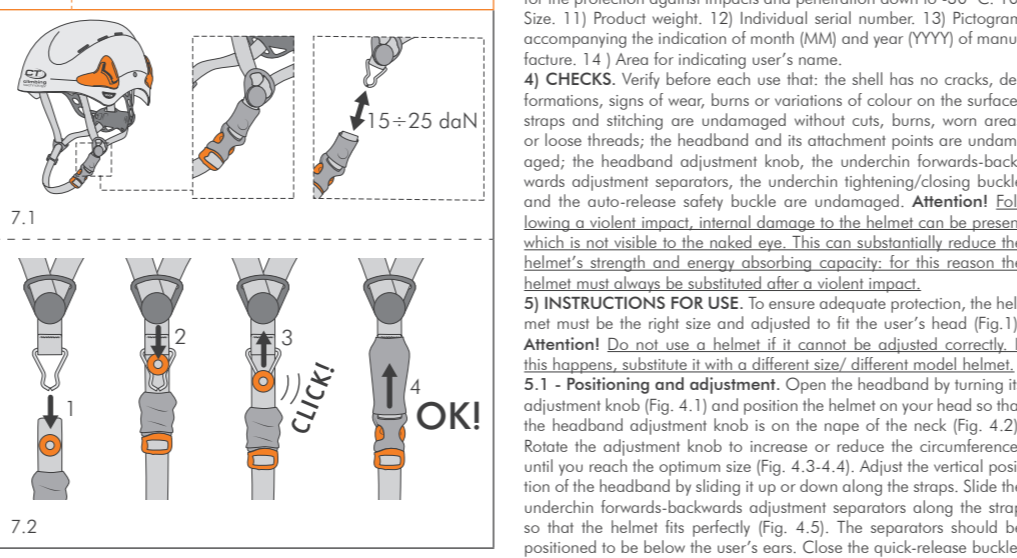 CT
climbing
technology
15÷25 daN
7.1
1
2
3
CLICK!
4
OK!
7.2
for the protection against impacts and penetration down to -30° C. 10
Size. 11) Product weight. 12) Individual serial number. 13) Pictogram
accompanying the indication of month (MM) and year (YYYY) of manu
facture. 14 ) Area for indicating user’s name.
4) CHECKS. Verify before each use that: the shell has no cracks, de
formations, signs of wear, burns or variations of colour on the surface
straps and stitching are undamaged without cuts, burns, worn area
or loose threads; the headband and its attachment points are undam
aged; the headband adjustment knob, the underchin forwards-back
wards adjustment separators, the underchin tightening/closing buckle
and the auto-release safety buckle are undamaged. Attention! Fol
lowing a violent impact, internal damage to the helmet can be presen
which is not visible to the naked eye. This can substantially reduce the
helmet’s strength and energy absorbing capacity: for this reason the
helmet must always be substituted after a violent impact.
5) INSTRUCTIONS FOR USE. To ensure adequate protection, the hel
met must be the right size and adjusted to fit the user’s head (Fig.1)
Attention! Do not use a helmet if it cannot be adjusted correctly. I
this happens, substitute it with a different size/ different model helmet.
5.1 - Positioning and adjustment. Open the headband by turning it
adjustment knob (Fig. 4.1) and position the helmet on your head so tha
the headband adjustment knob is on the nape of the neck (Fig. 4.2)
Rotate the adjustment knob to increase or reduce the circumference
until you reach the optimum size (Fig. 4.3-4.4). Adjust the vertical posi
tion of the headband by sliding it up or down along the straps. Slide the
underchin forwards-backwards adjustment separators along the strap
so that the helmet fits perfectly (Fig. 4.5). The separators should be
positioned to be below the user’s ears. Close the quick-release buckle